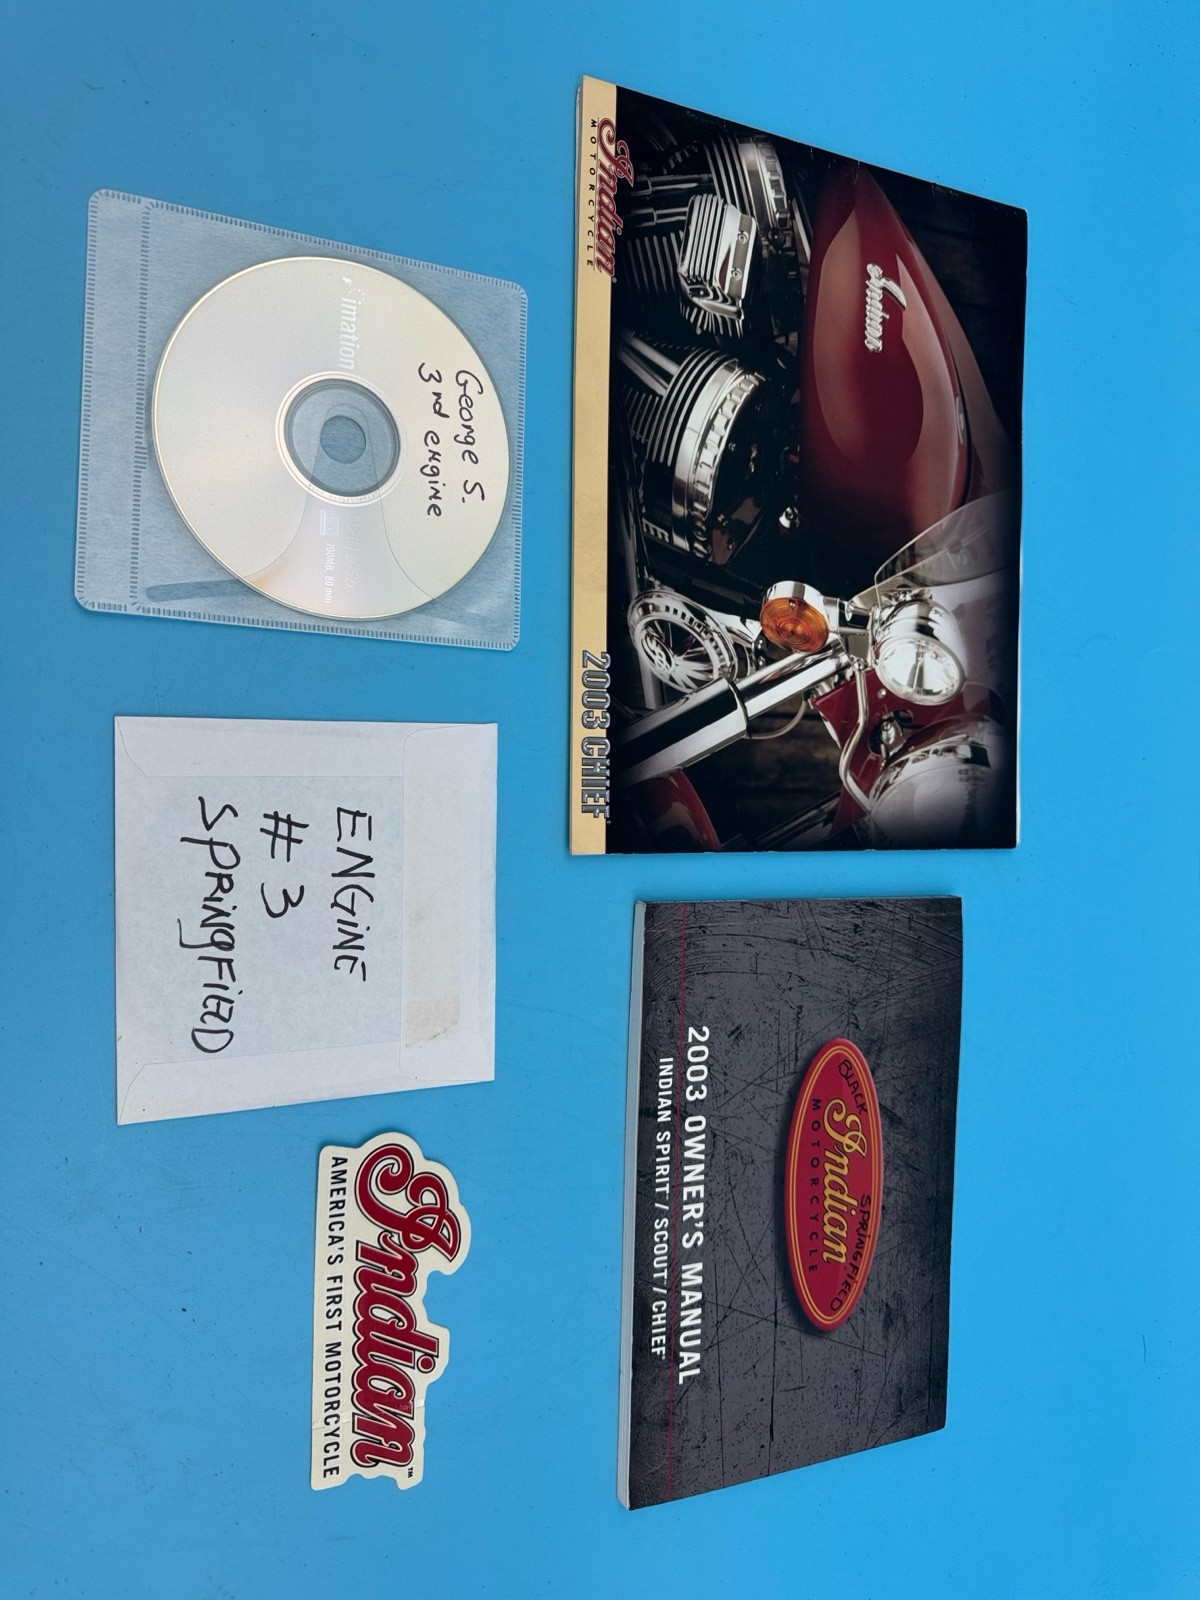 Indian
MOTORCYCLE
2003 CHIEF
Indian
imation
George S.
3rd engine
700MB 80min
ENGiNE
#3
SPRiNgFiELD
BLACK
SPRiNGFiELD
Indian
MOTORCYCLE
2003 OWNER'S MANUAL
INDIAN SPIRIT / SCOUT / CHIEF
Indian™
AMERICA'S FIRST MOTORCYCLE